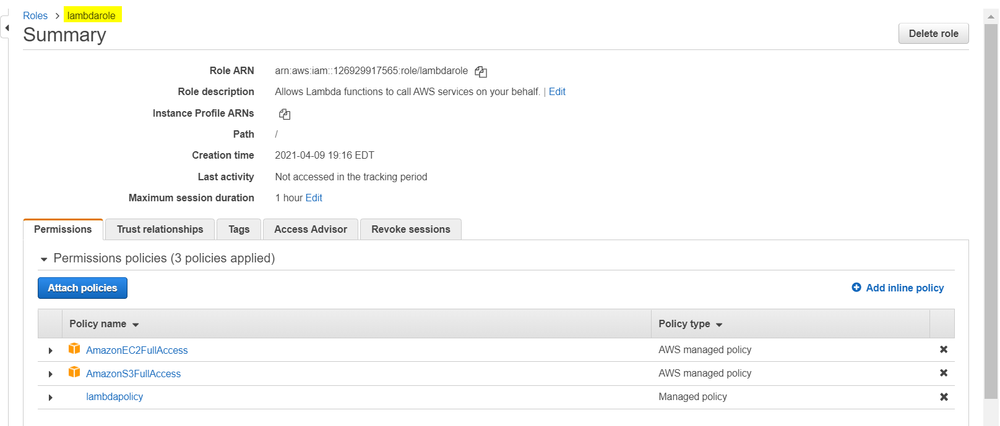 Roles > lambdarole
Summary
Delete role
Role ARN arn:aws:iam::126929917565:role/lambdarole
Role description Allows Lambda functions to call AWS services on your behalf. | Edit
Instance Profile ARNs
Path /
Creation time 2021-04-09 19:16 EDT
Last activity Not accessed in the tracking period
Maximum session duration 1 hour Edit
Permissions Trust relationships Tags Access Advisor Revoke sessions
Permissions policies (3 policies applied)
Attach policies Add inline policy
Policy name Policy type
AmazonEC2FullAccess AWS managed policy
AmazonS3FullAccess AWS managed policy
lambdapolicy Managed policy